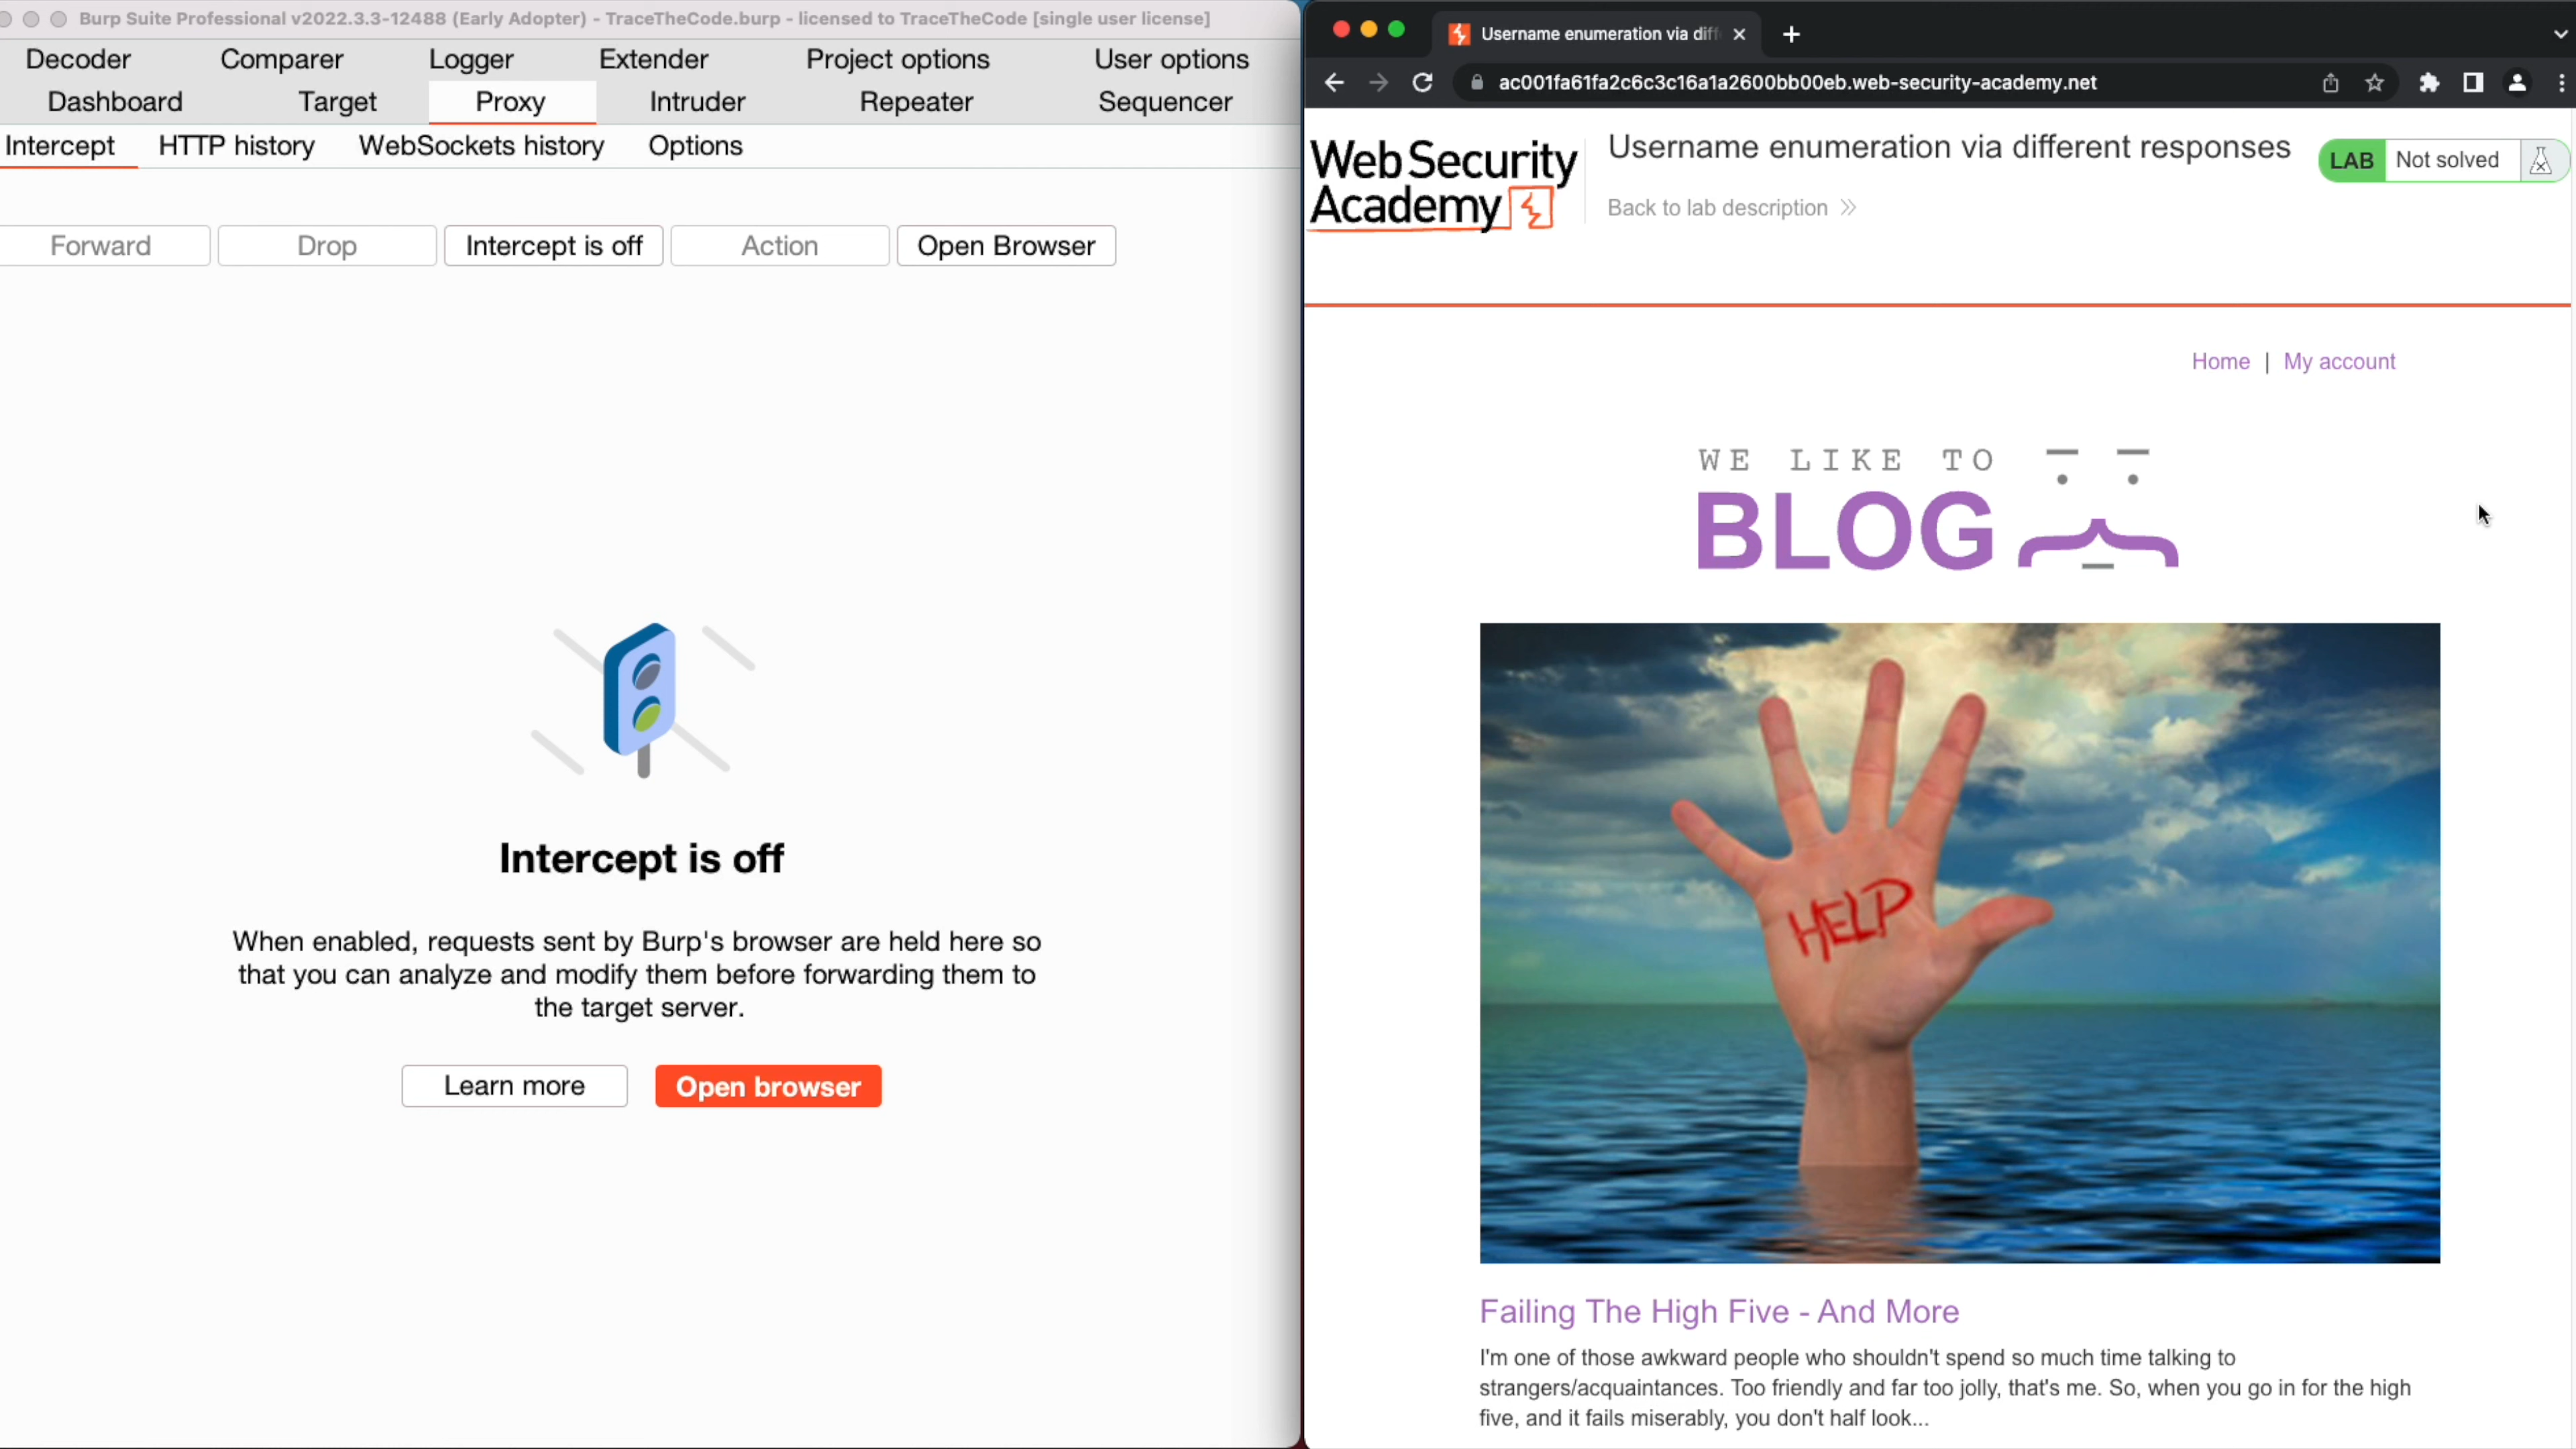 Burp Suite Professional v2022.3.3-12488 (Early Adopter) - TraceTheCode.burp - licensed to TraceTheCode [single user license]
Decoder Comparer Logger Extender Project options User options
Dashboard Target Proxy Intruder Repeater Sequencer
Intercept HTTP history WebSockets history Options
Forward Drop Intercept is off Action Open Browser
Intercept is off
When enabled, requests sent by Burp's browser are held here so
that you can analyze and modify them before forwarding them to
the target server.
Learn more Open browser
Username enumeration via diff
ac001fa61fa2c6c3c16a1a2600bb00eb.web-security-academy.net
Web Security
Academy
Username enumeration via different responses
Back to lab description
LAB Not solved
Home | My account
WE LIKE TO
BLOG
HELP
Failing The High Five - And More
I'm one of those awkward people who shouldn't spend so much time talking to
strangers/acquaintances. Too friendly and far too jolly, that's me. So, when you go in for the high
five, and it fails miserably, you don't half look...